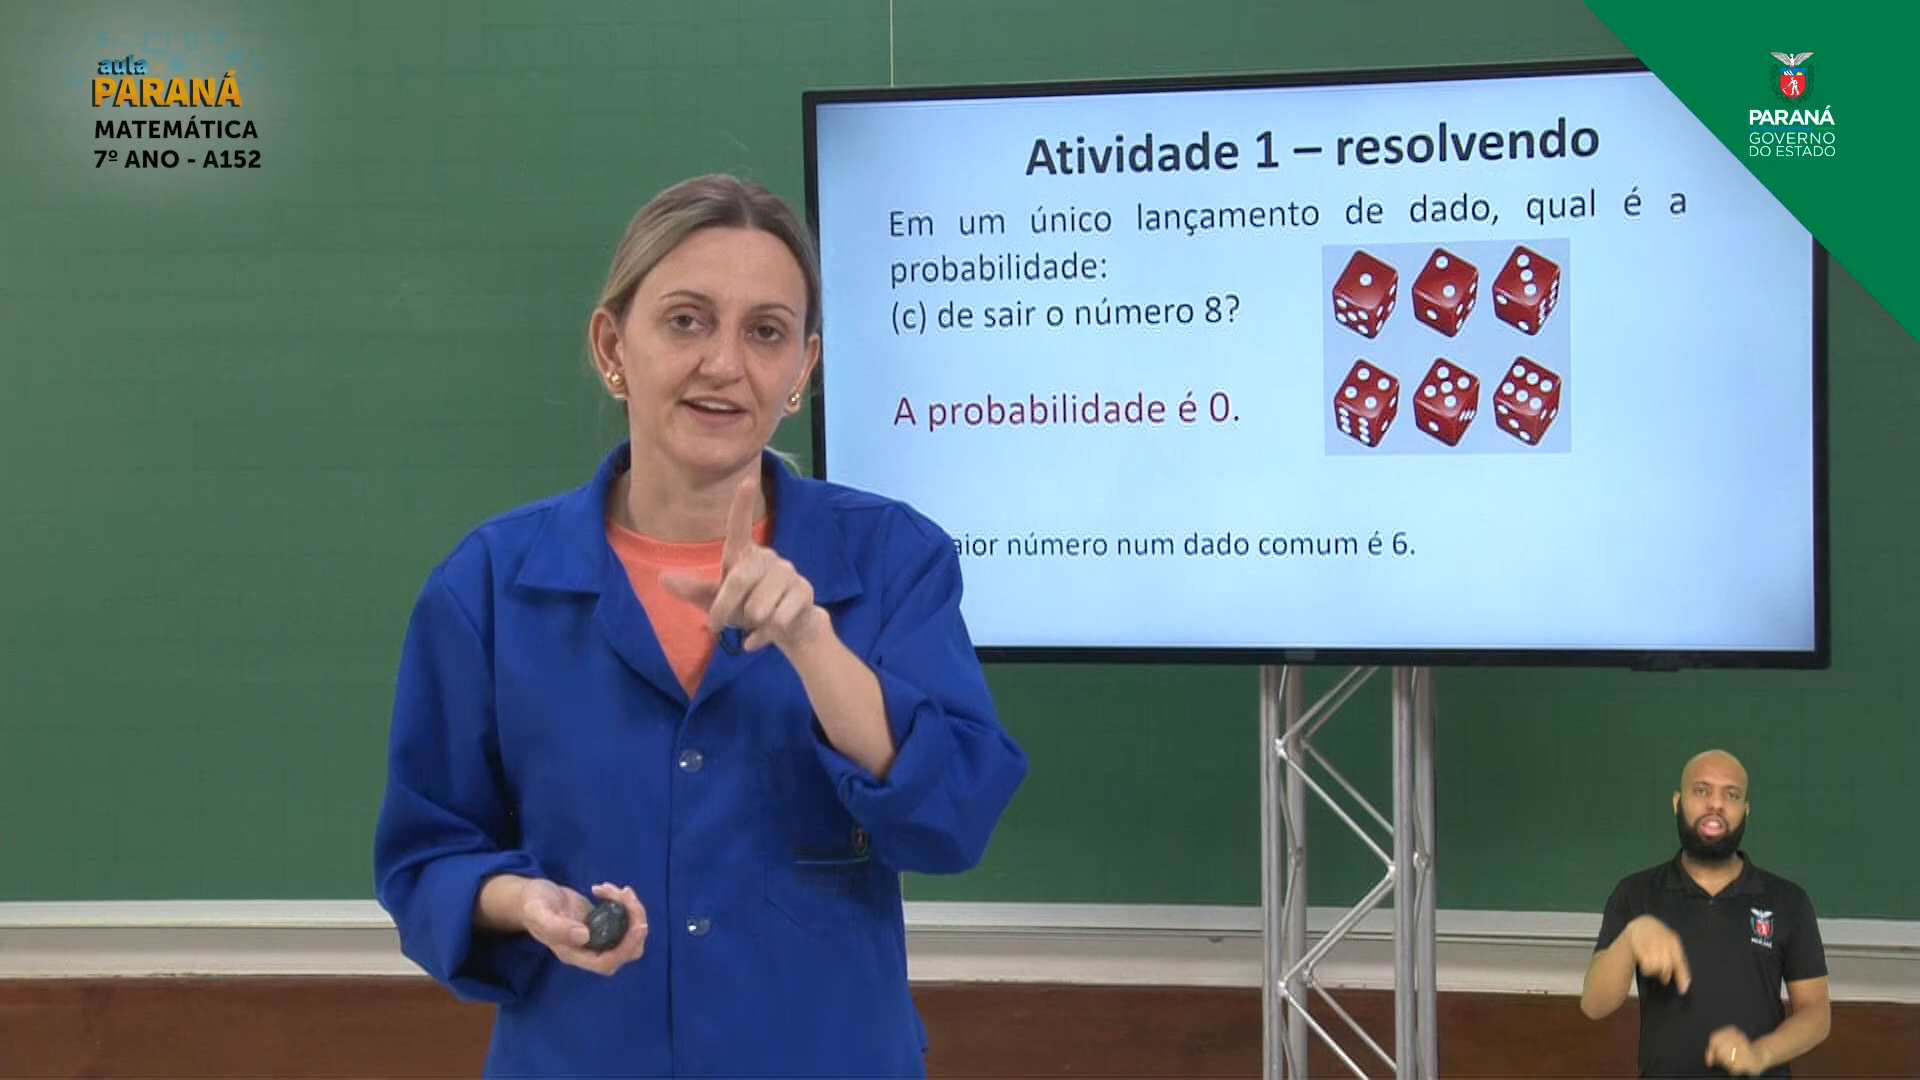 aula
PARANÁ
MATEMÁTICA
7º ANO - A152
PARANÁ
GOVERNO
DO ESTADO
Atividade 1 – resolvendo
Em um único lançamento de dado, qual é a
probabilidade:
(c) de sair o número 8?
A probabilidade é 0.
número num dado comum é 6.